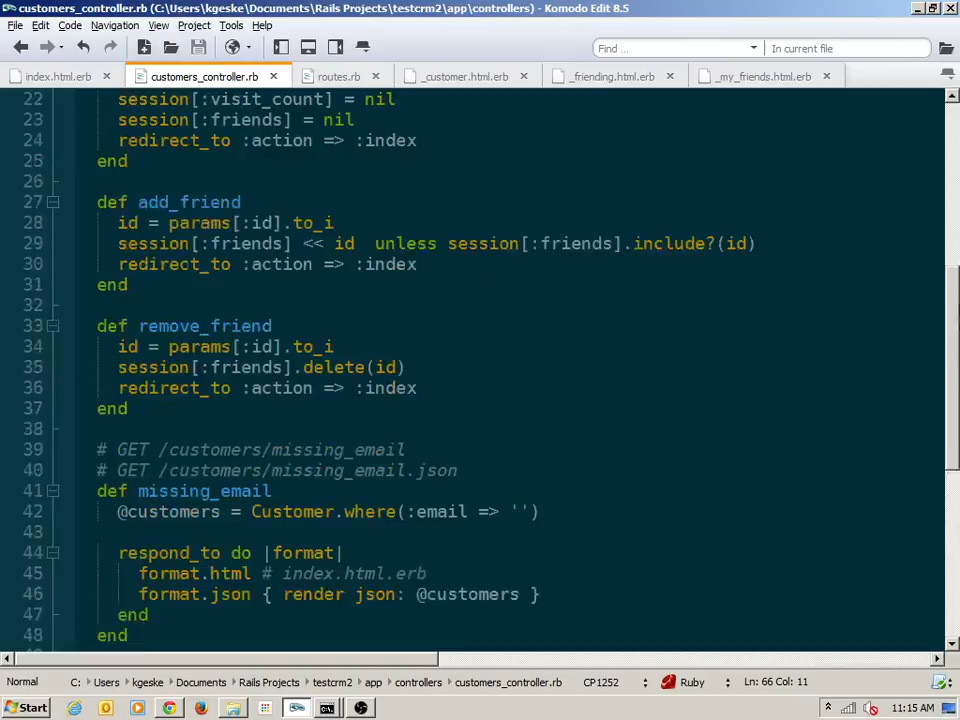 customers_controller.rb (C:\Users\kgeske\Documents\Rails Projects\testcrm2\app\controllers) - Komodo Edit 8.5
File Edit Code Navigation View Project Tools Help
Find ... In current file
index.html.erb customers_controller.rb routes.rb _customer.html.erb _friending.html.erb _my_friends.html.erb
22 session[:visit_count] = nil
23 session[:friends] = nil
24 redirect_to :action => :index
25 end
26
27 def add_friend
28 id = params[:id].to_i
29 session[:friends] << id  unless session[:friends].include?(id)
30 redirect_to :action => :index
31 end
32
33 def remove_friend
34 id = params[:id].to_i
35 session[:friends].delete(id)
36 redirect_to :action => :index
37 end
38
39 # GET /customers/missing_email
40 # GET /customers/missing_email.json
41 def missing_email
42 @customers = Customer.where(:email => '')
43
44 respond_to do |format|
45 format.html # index.html.erb
46 format.json { render json: @customers }
47 end
48 end
Normal C: Users kgeske Documents Rails Projects testcrm2 app controllers customers_controller.rb CP1252 Ruby Ln: 66 Col: 11
Start 11:15 AM